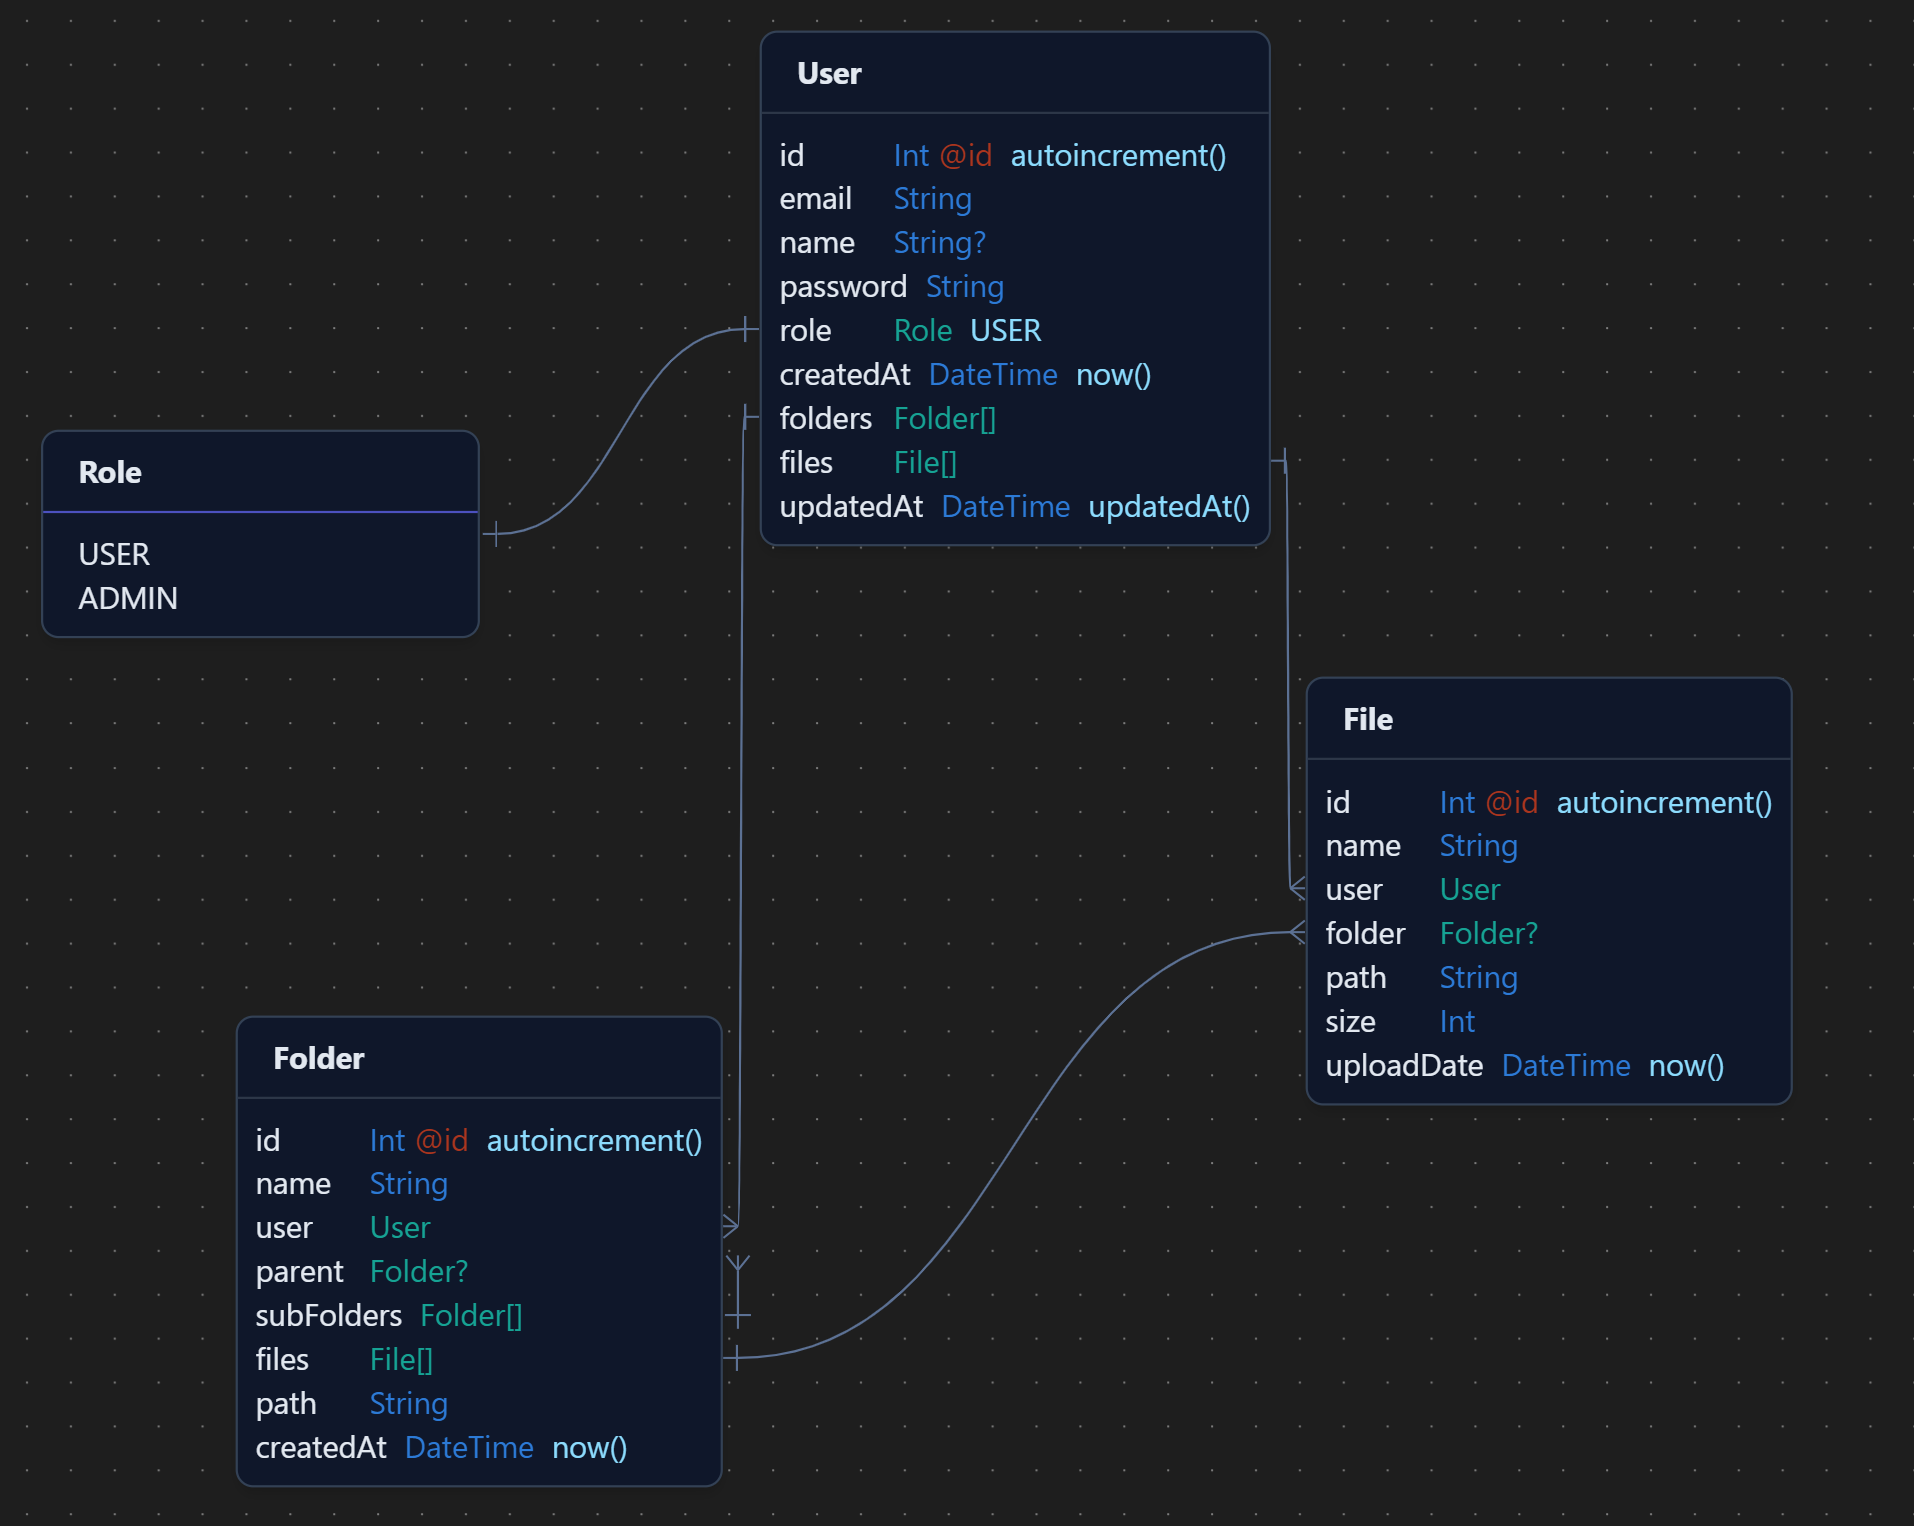 User
id Int @id autoincrement()
email String
name String?
password String
role Role USER
createdAt DateTime now()
folders Folder[]
files File[]
updatedAt DateTime updatedAt()
Role
USER
ADMIN
File
id Int @id autoincrement()
name String
user User
folder Folder?
path String
size Int
uploadDate DateTime now()
Folder
id Int @id autoincrement()
name String
user User
parent Folder?
subFolders Folder[]
files File[]
path String
createdAt DateTime now()